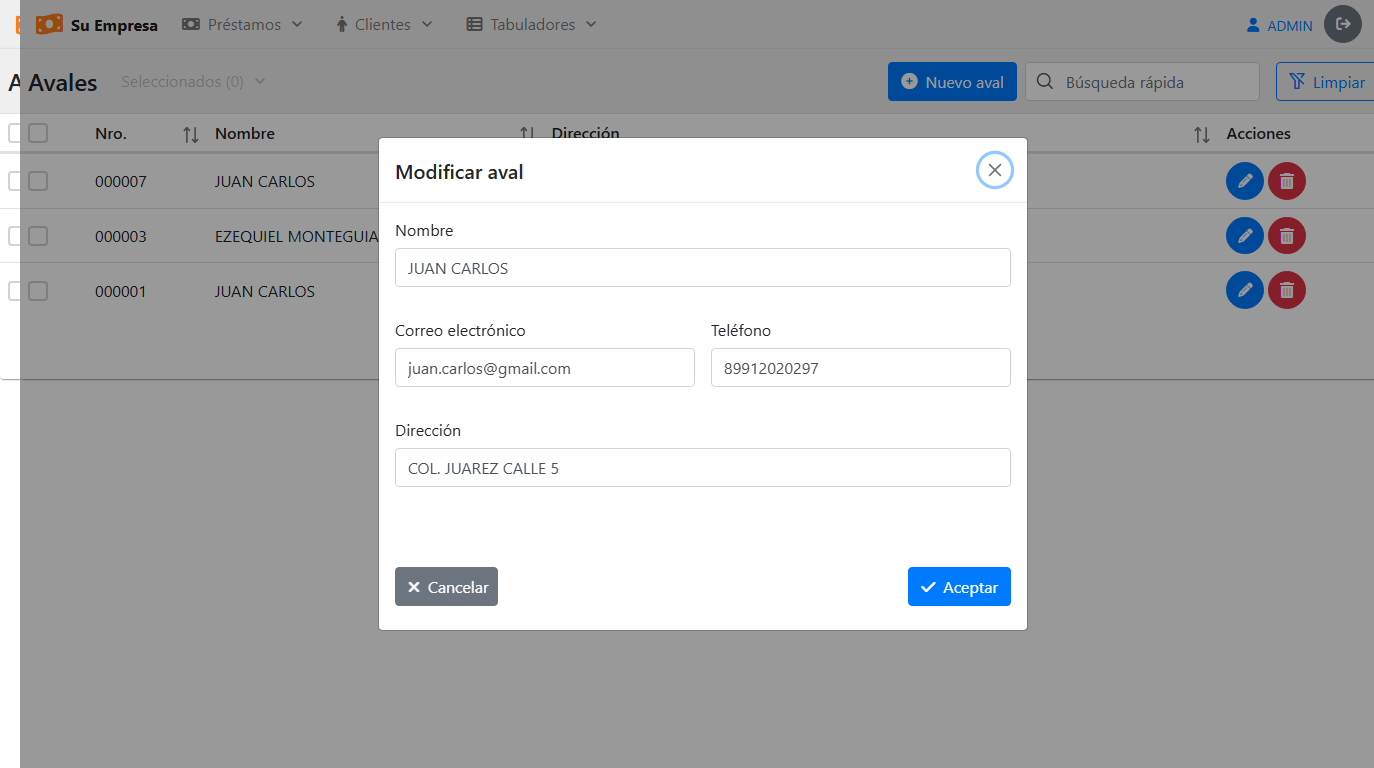 Su Empresa Préstamos Clientes Tabuladores ADMIN
A Avales Seleccionados (0) Nuevo aval Búsqueda rápida Limpiar
Nro. Nombre Dirección Acciones
000007 JUAN CARLOS
000003 EZEQUIEL MONTEGUIA
000001 JUAN CARLOS
Modificar aval
Nombre
JUAN CARLOS
Correo electrónico Teléfono
juan.carlos@gmail.com 89912020297
Dirección
COL. JUAREZ CALLE 5
Cancelar Aceptar